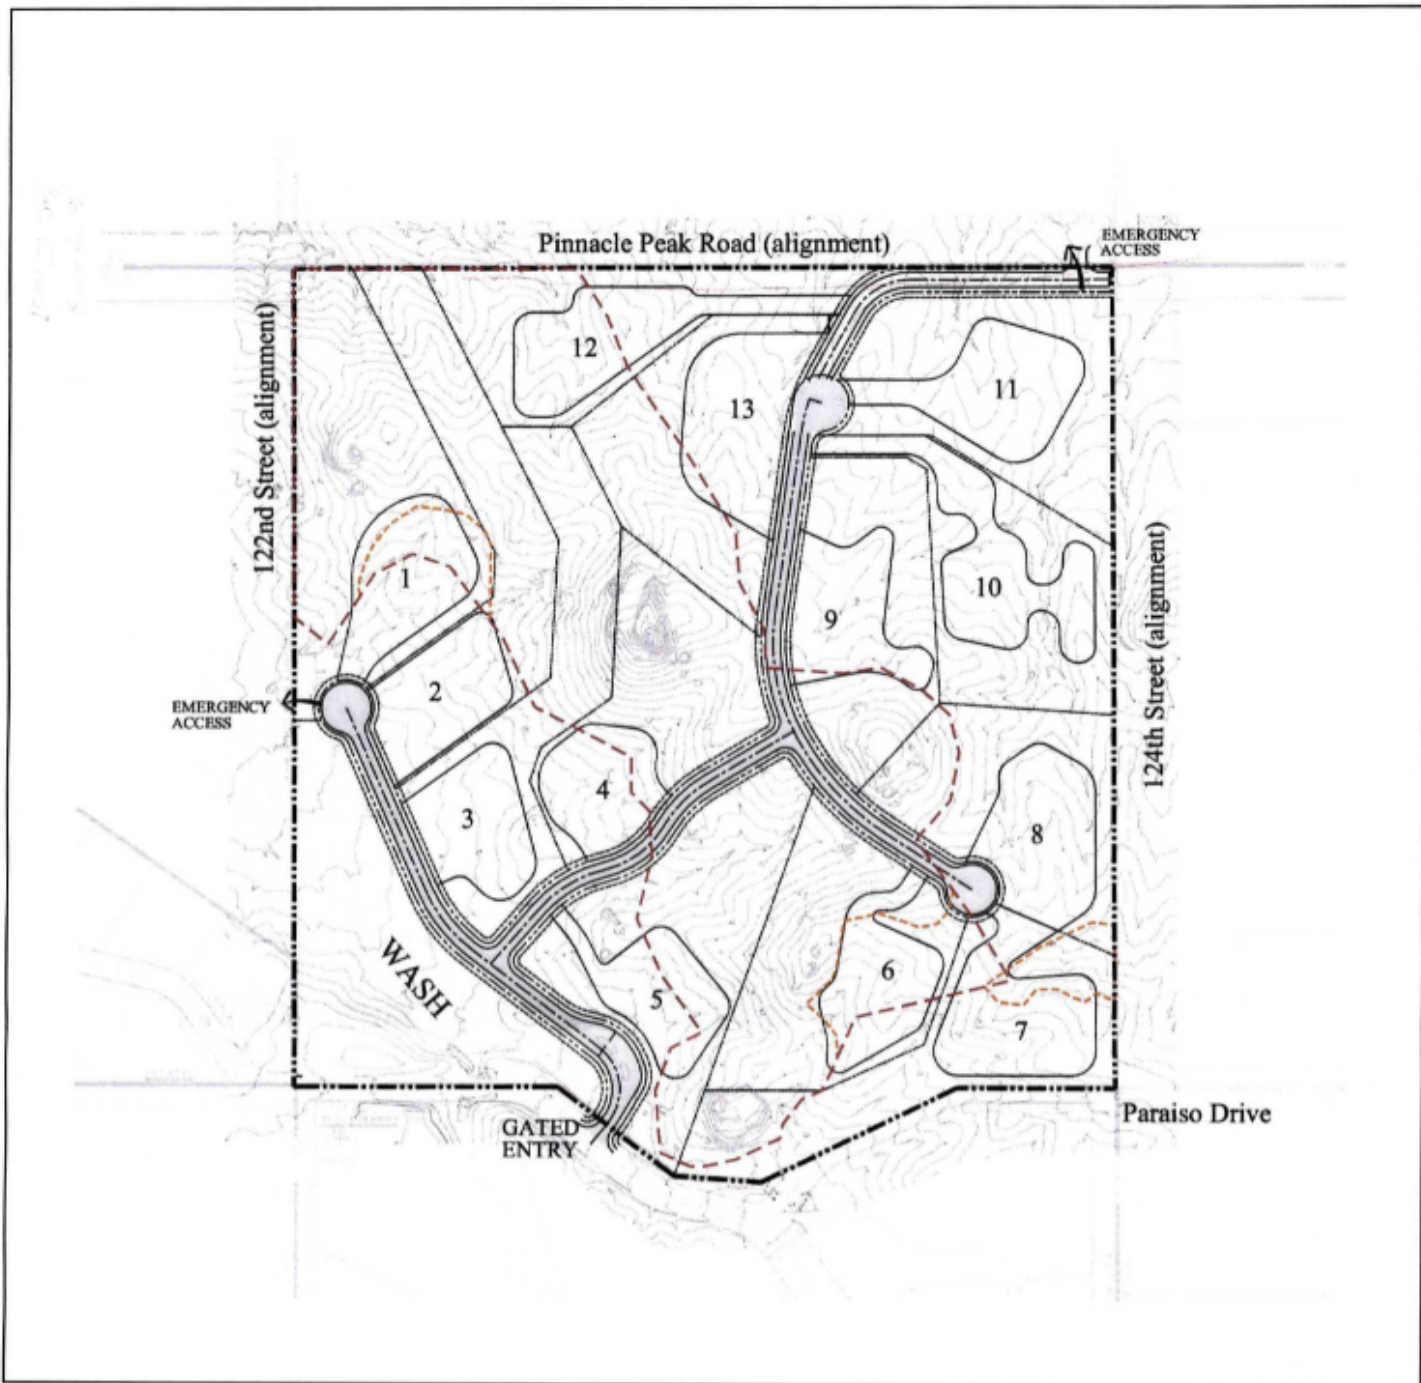 Pinnacle Peak Road (alignment)
EMERGENCY
ACCESS
122nd Street (alignment)
12
13
11
1
10
9
2
EMERGENCY
ACCESS
124th Street (alignment)
4
3
8
WASH
6
5
7
GATED
ENTRY
Paraiso Drive